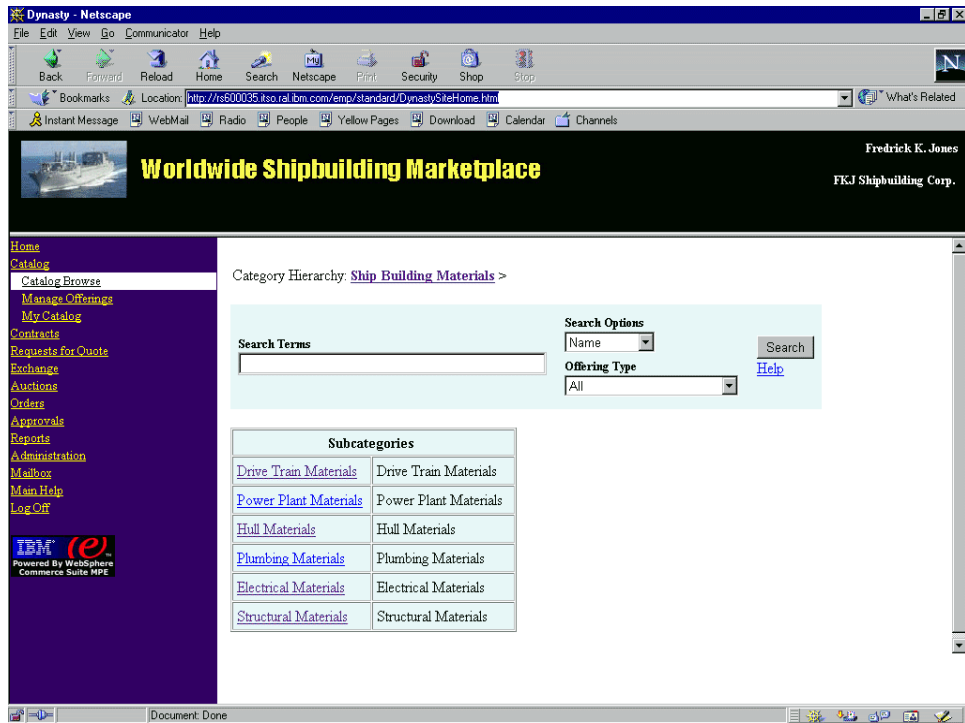 Dynasty - Netscape
File Edit View Go Communicator Help
Back Forward Reload Home Search Netscape Print Security Shop Stop
My
N
Bookmarks Location: http://rs600035.itso.ral.ibm.com/emp/standard/DynastySiteHome.html What's Related
Instant Message WebMail Radio People Yellow Pages Download Calendar Channels
Worldwide Shipbuilding Marketplace
Fredrick K. Jones
FKJ Shipbuilding Corp.
Home
Catalog
Catalog Browse
Manage Offerings
My Catalog
Contracts
Requests for Quote
Exchange
Auctions
Orders
Approvals
Reports
Administration
Mailbox
Main Help
Log Off
IBM e
Powered By WebSphere
Commerce Suite MPE
Category Hierarchy: Ship Building Materials >
Search Terms
Search Options
Name
Offering Type
All
Search
Help
Subcategories
Drive Train Materials Drive Train Materials
Power Plant Materials Power Plant Materials
Hull Materials Hull Materials
Plumbing Materials Plumbing Materials
Electrical Materials Electrical Materials
Structural Materials Structural Materials
Document: Done